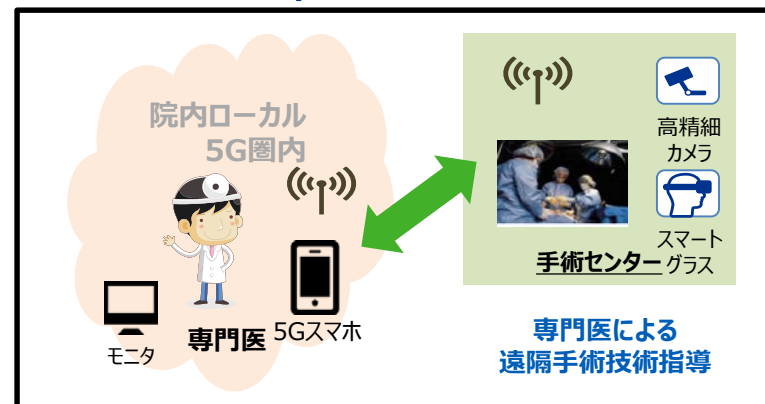 院内ローカル
5G圏内
専門医
5Gスマホ
モニタ
高精細
カメラ
スマート
グラス
手術センター
専門医による
遠隔手術技術指導